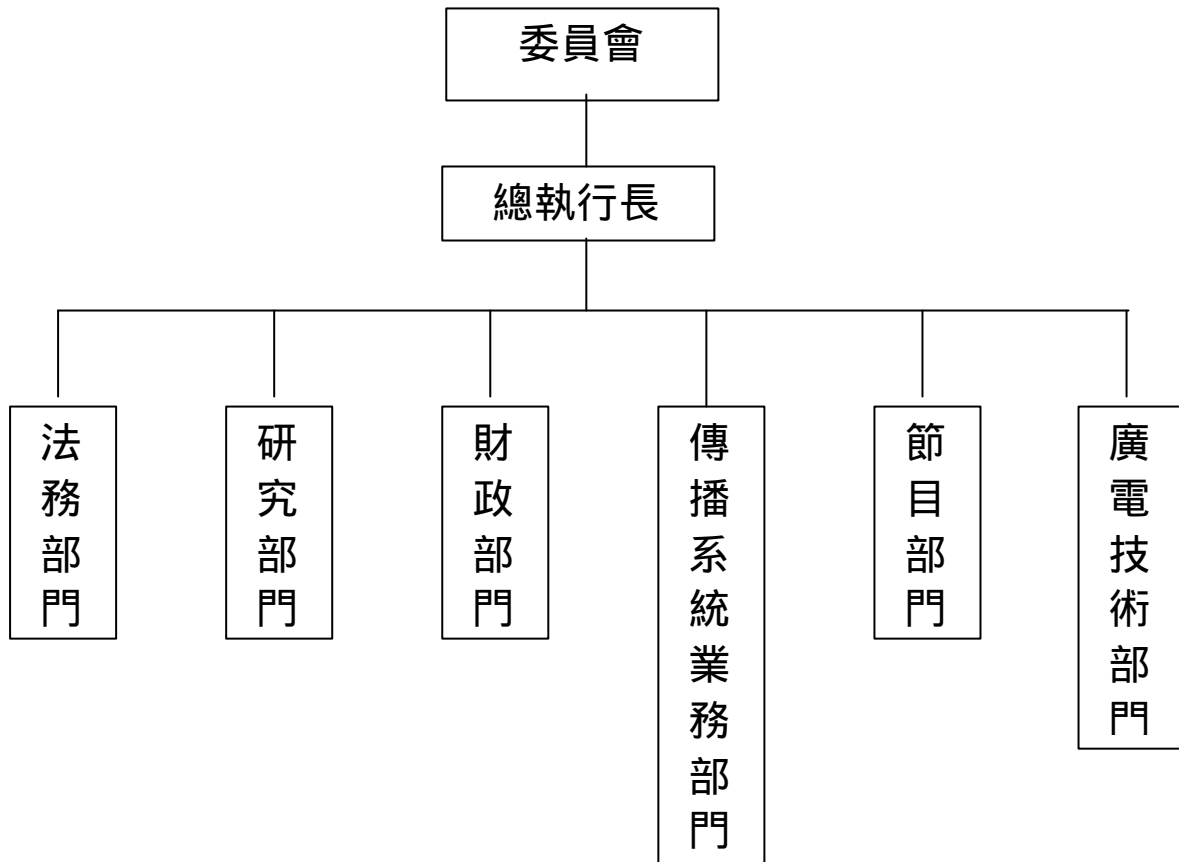 委員會
總執行長
法務部門
研究部門
財政部門
傳播系統業務部門
節目部門
廣電技術部門